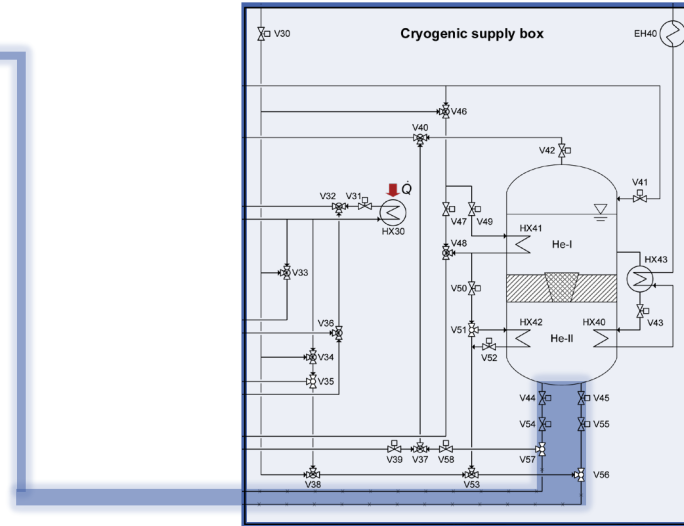 V30
Cryogenic supply box
EH40
V46
V40
V42
V41
Q̇
V32
V31
HX30
V47
V49
HX41
He-I
V48
HX43
V33
V50
V43
V36
V51
HX42
HX40
He-II
V52
V34
V35
V44
V45
V54
V55
V39
V37
V58
V57
V38
V53
V56